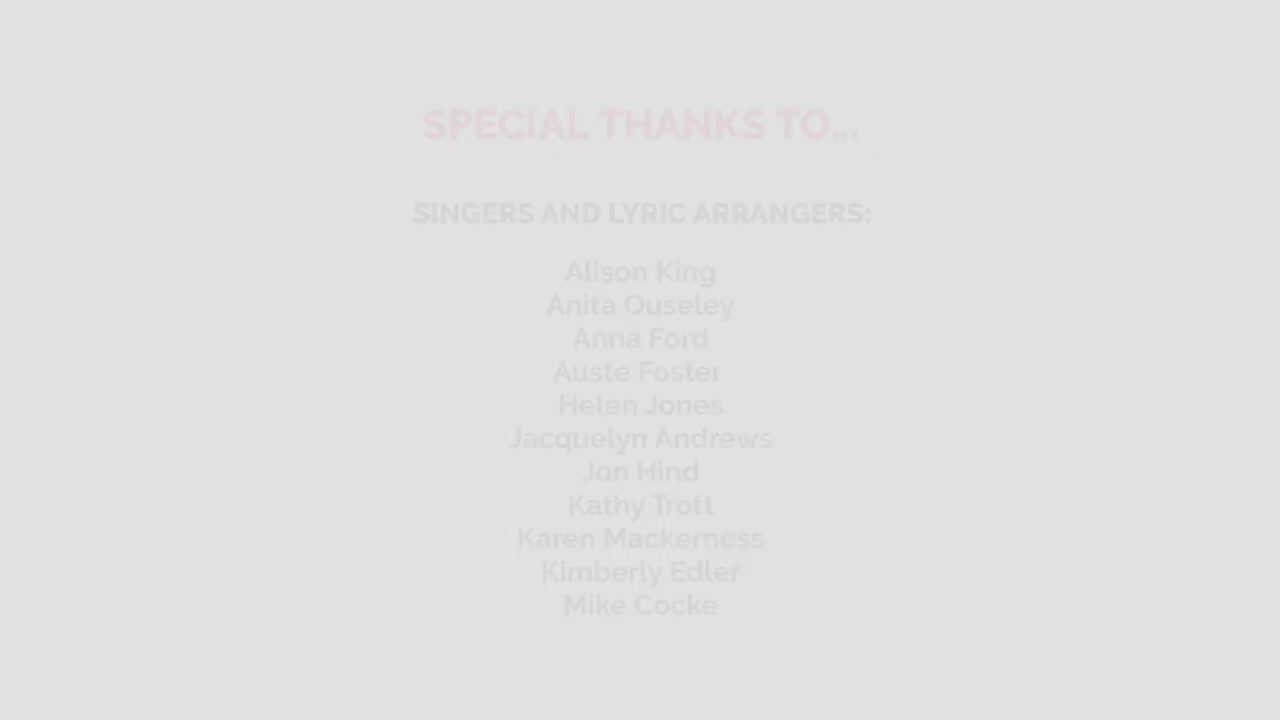 SPECIAL THANKS TO...
SINGERS AND LYRIC ARRANGERS:
Alison King
Anita Ouseley
Anna Ford
Auste Foster
Helen Jones
Jacquelyn Andrews
Jon Hind
Kathy Trott
Karen Mackerness
Kimberly Edler
Mike Cocke